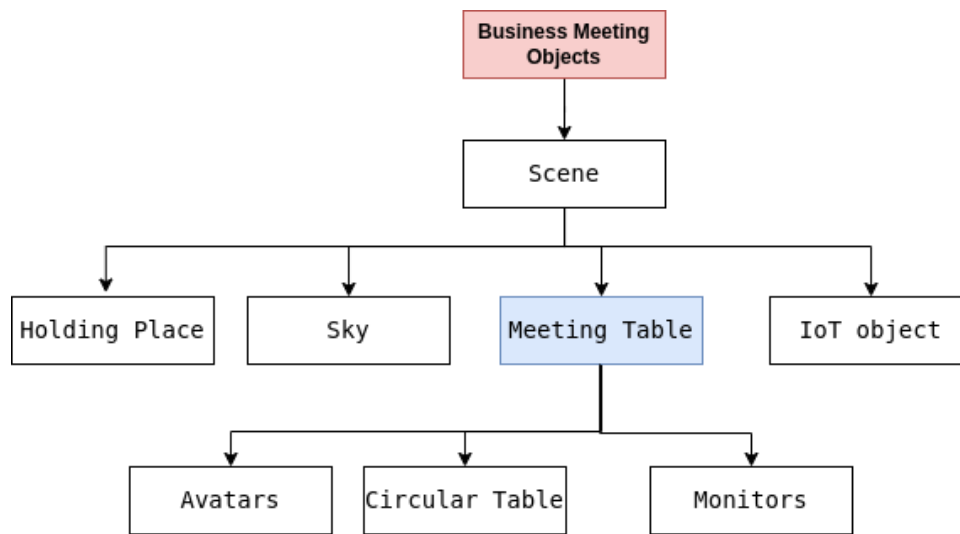 Business Meeting
Objects
Scene
Holding Place
Sky
Meeting Table
IoT object
Avatars
Circular Table
Monitors